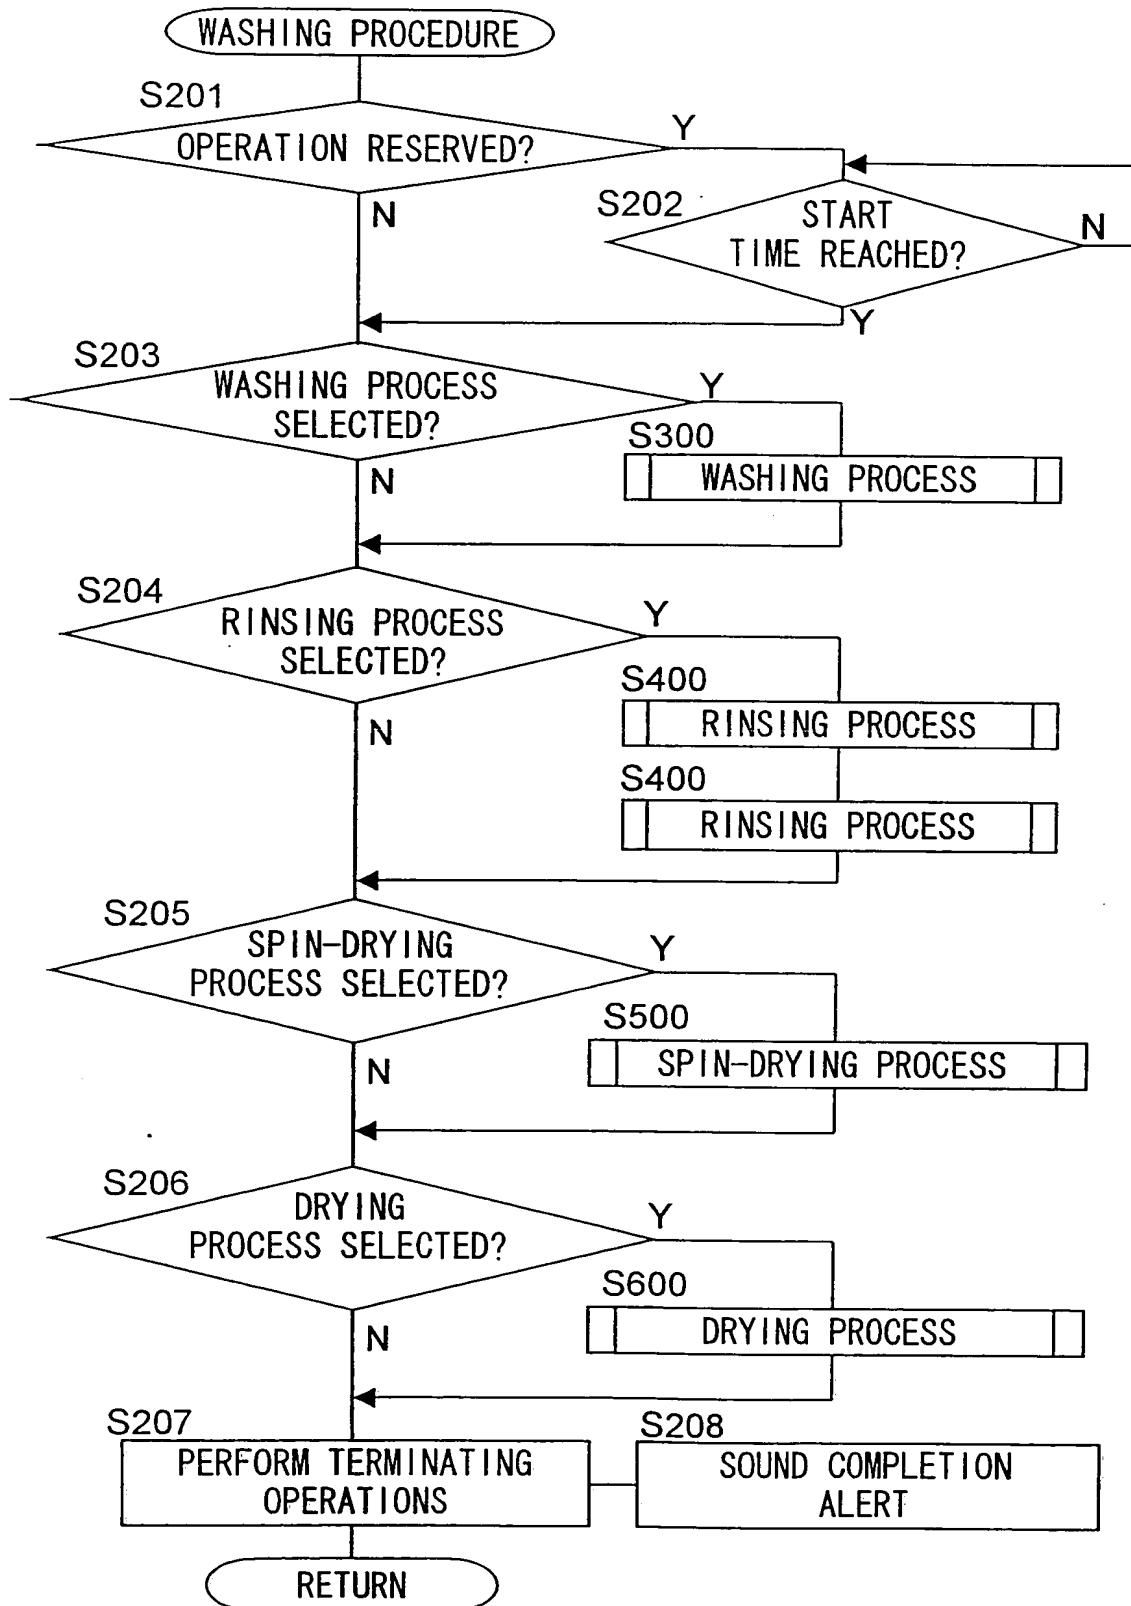 WASHING PROCEDURE
S201
OPERATION RESERVED?
Y
N
S202
START
TIME REACHED?
N
Y
S203
WASHING PROCESS
SELECTED?
Y
N
S300
WASHING PROCESS
S204
RINSING PROCESS
SELECTED?
Y
N
S400
RINSING PROCESS
S400
RINSING PROCESS
S205
SPIN-DRYING
PROCESS SELECTED?
Y
N
S500
SPIN-DRYING PROCESS
S206
DRYING
PROCESS SELECTED?
Y
N
S600
DRYING PROCESS
S207
PERFORM TERMINATING
OPERATIONS
S208
SOUND COMPLETION
ALERT
RETURN